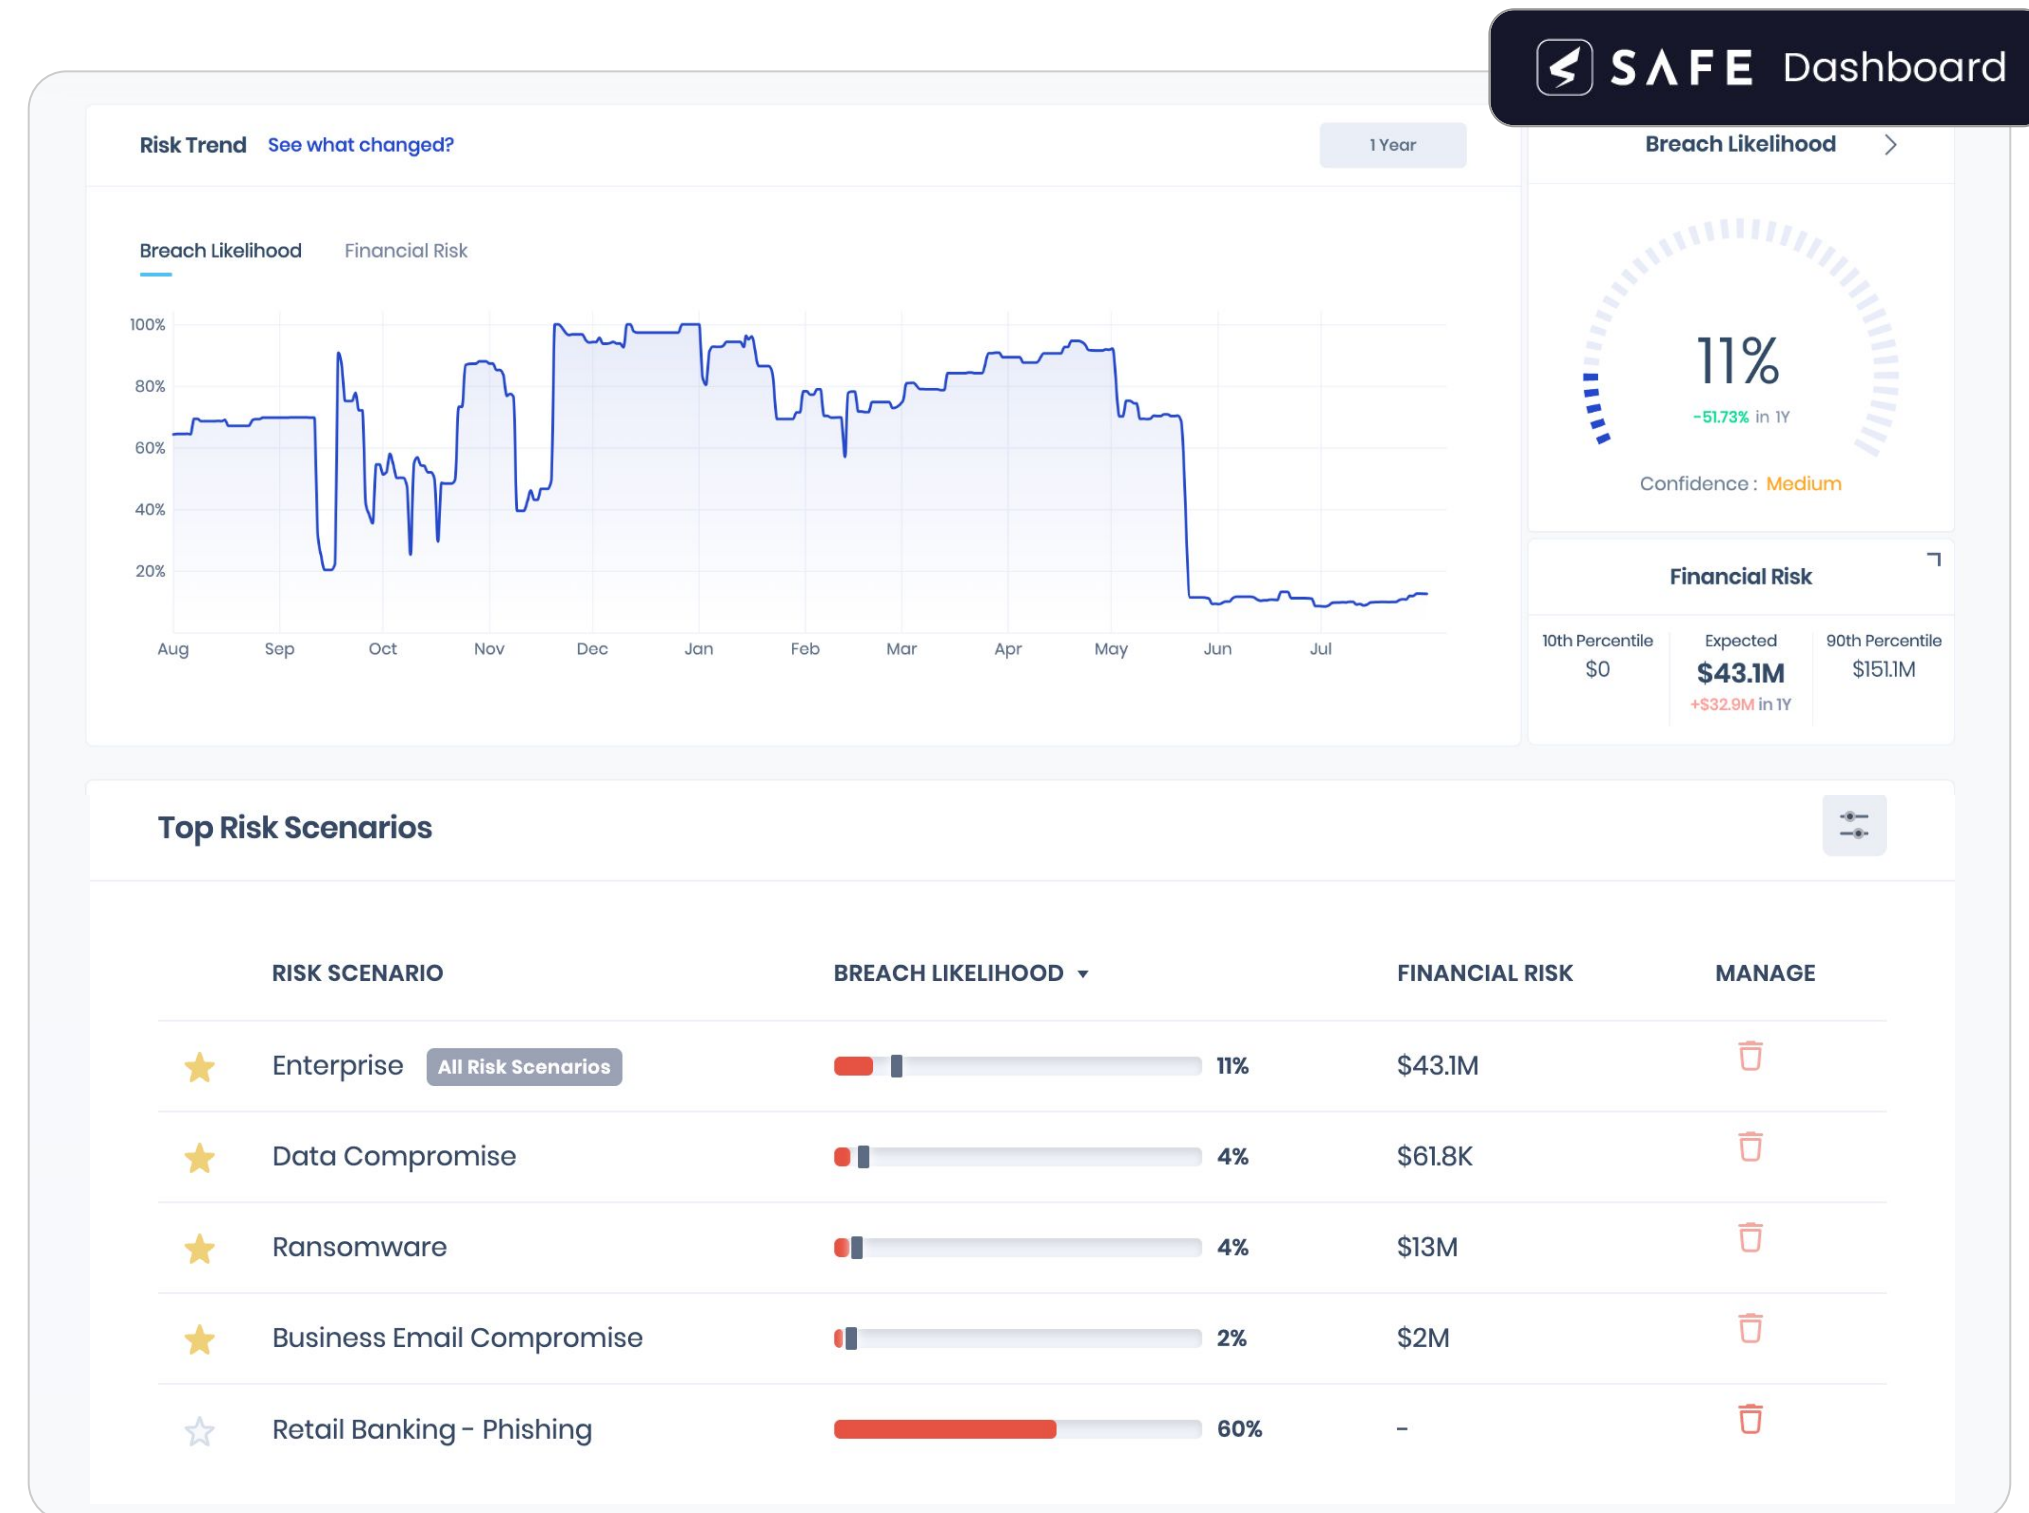 SAFE Dashboard
Risk Trend See what changed?
1 Year
Breach Likelihood Financial Risk
100%
80%
60%
40%
20%
Aug Sep Oct Nov Dec Jan Feb Mar Apr May Jun Jul
Breach Likelihood
11%
-51.73% in 1Y
Confidence : Medium
Financial Risk
10th Percentile
$0
Expected
$43.1M
+$32.9M in 1Y
90th Percentile
$151.1M
Top Risk Scenarios
RISK SCENARIO BREACH LIKELIHOOD FINANCIAL RISK MANAGE
Enterprise All Risk Scenarios 11% $43.1M
Data Compromise 4% $61.8K
Ransomware 4% $13M
Business Email Compromise 2% $2M
Retail Banking - Phishing 60% -